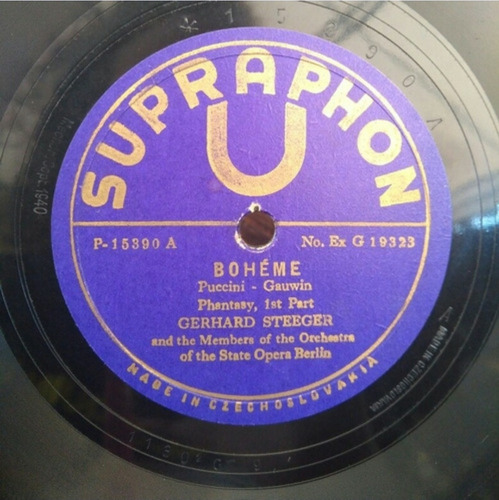 SUPRAPHON
U
P-15390 A
No. Ex G 19323
BOHÉME
Puccini - Gauwin
Phantasy, 1st Part
GERHARD STEEGER
and the Members of the Orchestra
of the State Opera Berlin
MADE IN CZECHOSLOVAKIA